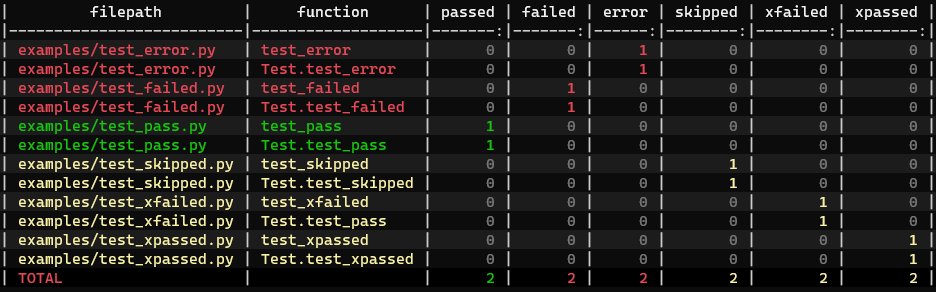 | filepath | function | passed | failed | error | skipped | xfailed | xpassed |
|--------------------------|-------------------|-------:|-------:|------:|--------:|--------:|--------:|
| examples/test_error.py | test_error | 0 | 0 | 1 | 0 | 0 | 0 |
| examples/test_error.py | Test.test_error | 0 | 0 | 1 | 0 | 0 | 0 |
| examples/test_failed.py | test_failed | 0 | 1 | 0 | 0 | 0 | 0 |
| examples/test_failed.py | Test.test_failed | 0 | 1 | 0 | 0 | 0 | 0 |
| examples/test_pass.py | test_pass | 1 | 0 | 0 | 0 | 0 | 0 |
| examples/test_pass.py | Test.test_pass | 1 | 0 | 0 | 0 | 0 | 0 |
| examples/test_skipped.py | test_skipped | 0 | 0 | 0 | 1 | 0 | 0 |
| examples/test_skipped.py | Test.test_skipped | 0 | 0 | 0 | 1 | 0 | 0 |
| examples/test_xfailed.py | test_xfailed | 0 | 0 | 0 | 0 | 1 | 0 |
| examples/test_xfailed.py | Test.test_pass | 0 | 0 | 0 | 0 | 1 | 0 |
| examples/test_xpassed.py | test_xpassed | 0 | 0 | 0 | 0 | 0 | 1 |
| examples/test_xpassed.py | Test.test_xpassed | 0 | 0 | 0 | 0 | 0 | 1 |
| TOTAL | | 2 | 2 | 2 | 2 | 2 | 2 |